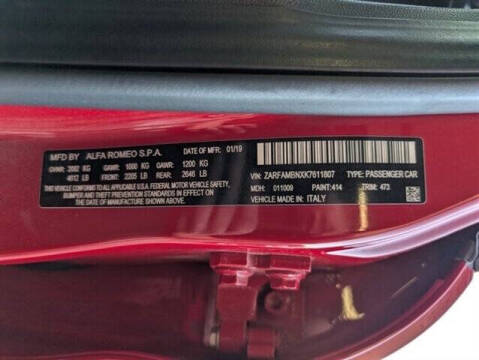 MFD BY ALFA ROMEO S.P.A. DATE OF MFR 01/19
GVWR: 2092 KG GAWR: 1000 KG GAWR: 1200 KG
4612 LB FRONT: 2205 LB REAR: 2646 LB
THIS VEHICLE CONFORMS TO ALL APPLICABLE U.S.A. FEDERAL MOTOR VEHICLE SAFETY,
BUMPER AND THEFT PREVENTION STANDARDS IN EFFECT
ON THE DATE OF MANUFACTURE SHOWN ABOVE.
VIN: ZARFAMBNXK7611807 TYPE: PASSENGER CAR
MDH: 011009 PAINT: 414 TRIM: 473
VEHICLE MADE IN: ITALY